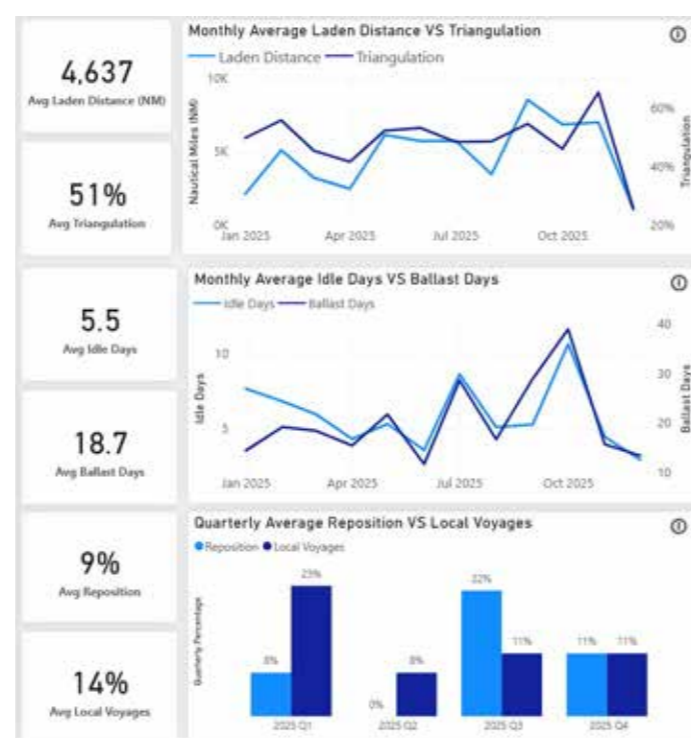 4,637
Avg Laden Distance (NM)
51%
Avg Triangulation
5.5
Avg Idle Days
18.7
Avg Ballast Days
9%
Avg Reposition
14%
Avg Local Voyages
Monthly Average Laden Distance VS Triangulation
Laden Distance Triangulation
Nautical Miles (NM)
10K
5K
0K
60%
40%
20%
Triangulation
Jan 2025 Apr 2025 Jul 2025 Oct 2025
Monthly Average Idle Days VS Ballast Days
Idle Days Ballast Days
Idle Days
10
5
40
30
20
10
Ballast Days
Jan 2025 Apr 2025 Jul 2025 Oct 2025
Quarterly Average Reposition VS Local Voyages
Reposition Local Voyages
Quarterly Percentage
8% 23% 0% 8% 22% 11% 11% 11%
2025 Q1 2025 Q2 2025 Q3 2025 Q4